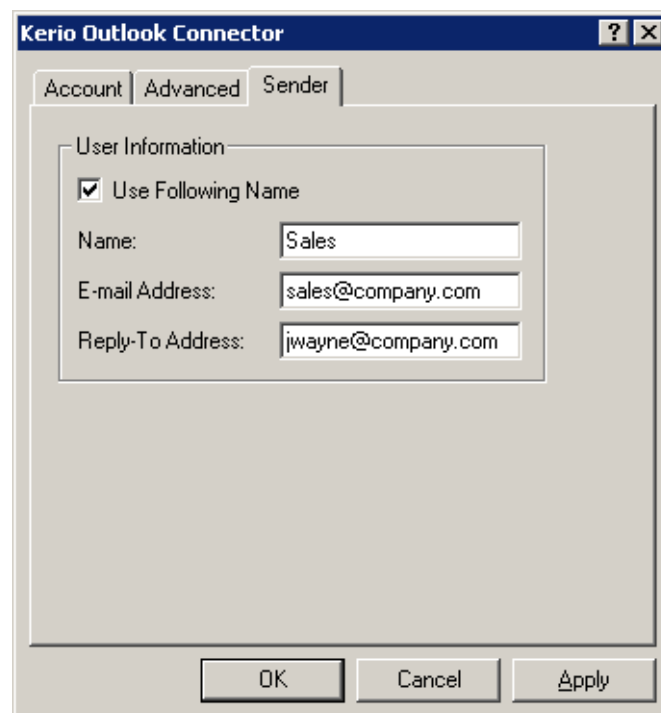 Kerio Outlook Connector
Account Advanced Sender
User Information
Use Following Name
Name: Sales
E-mail Address: sales@company.com
Reply-To Address: jwayne@company.com
OK Cancel Apply